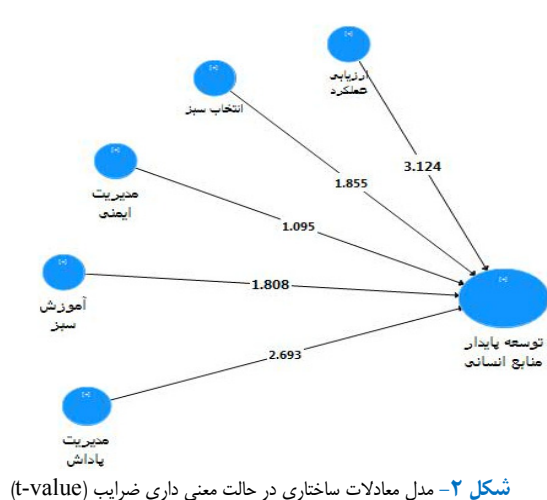 ارزیابی
عملکرد
انتخاب سبز
3.124
1.855
مدیریت
ایمنی
1.095
آموزش
سبز
1.808
توسعه پایدار
منابع انسانی
2.693
مدیریت
پاداش
شکل ۲– مدل معادلات ساختاری در حالت معنی داری ضرایب (t-value)